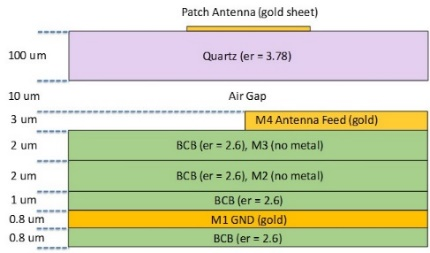 Patch Antenna (gold sheet)
100 um
Quartz (er = 3.78)
10 um
Air Gap
3 um
M4 Antenna Feed (gold)
2 um
BCB (er = 2.6), M3 (no metal)
2 um
BCB (er = 2.6), M2 (no metal)
1 um
BCB (er = 2.6)
0.8 um
M1 GND (gold)
0.8 um
BCB (er = 2.6)